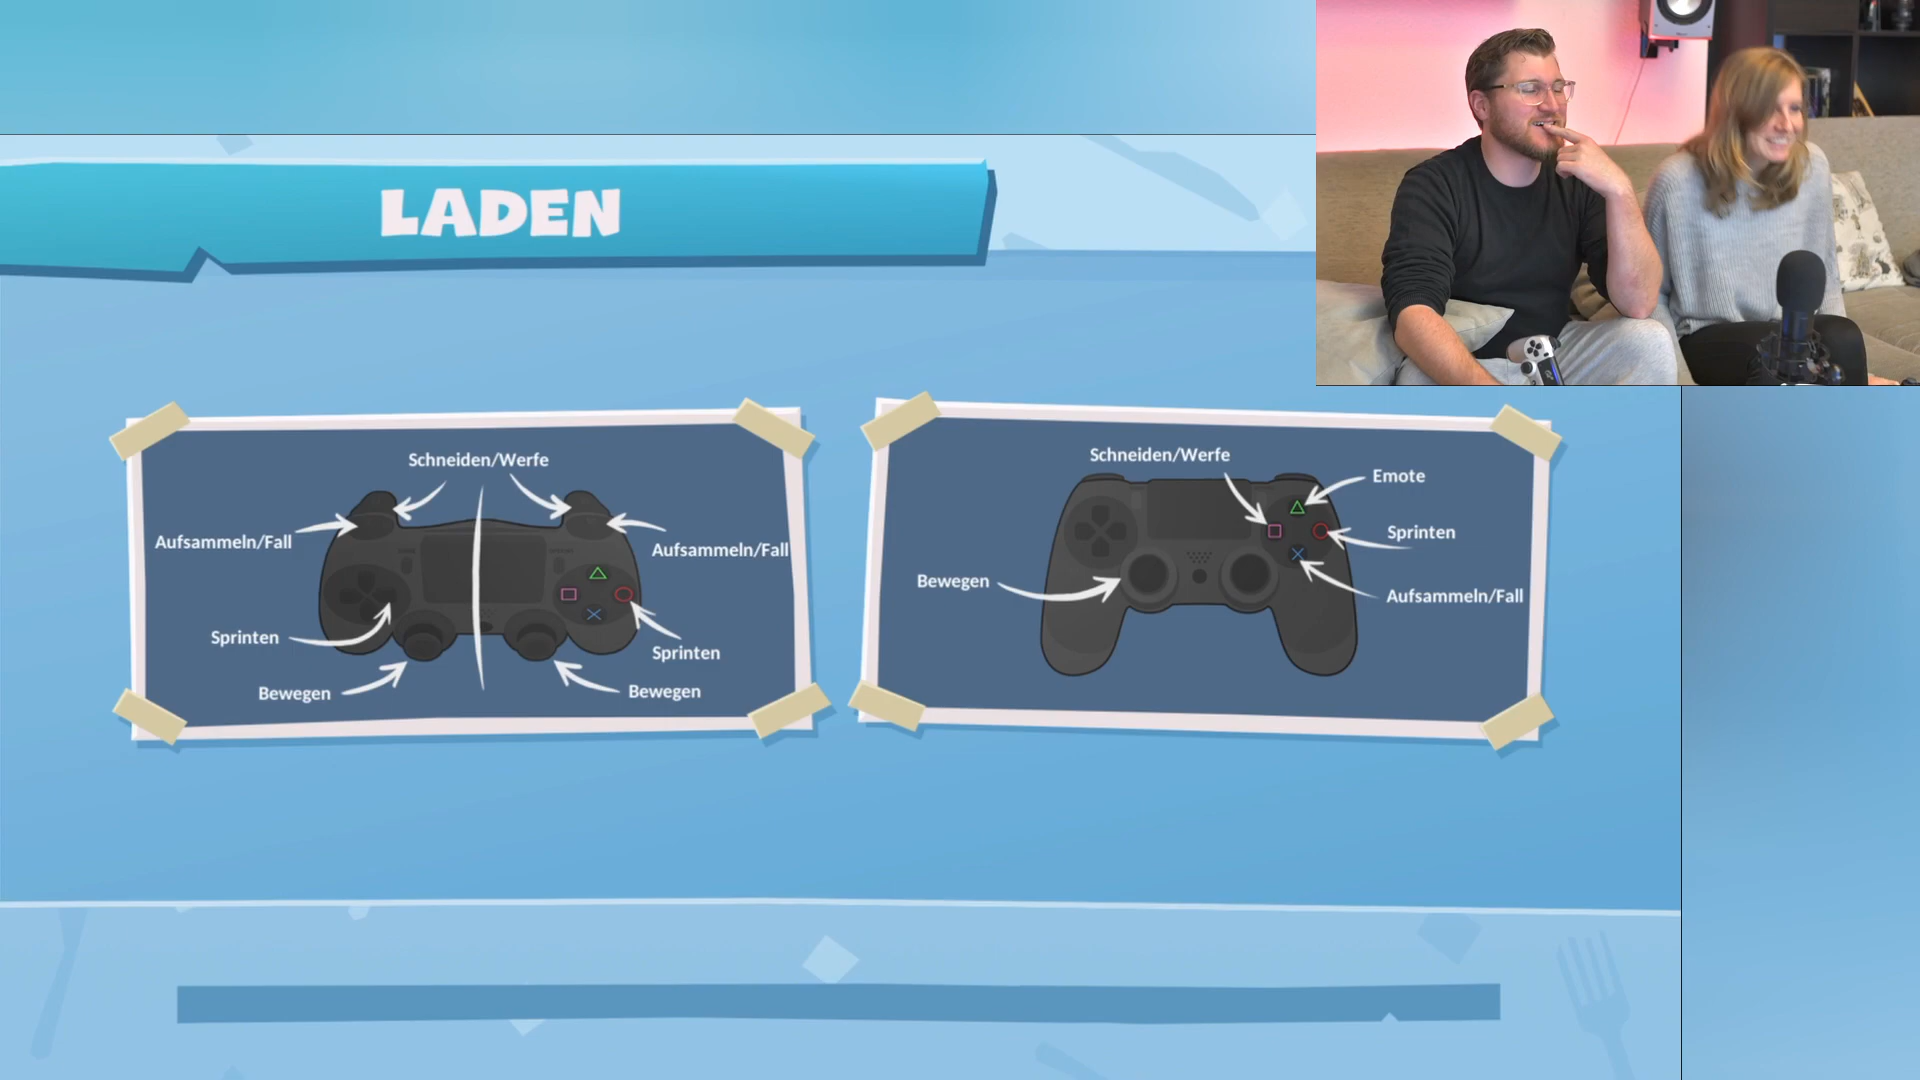 LADEN
Schneiden/Werfe
Aufsammeln/Fall
Aufsammeln/Fall
Sprinten
Sprinten
Bewegen
Bewegen
Schneiden/Werfe
Emote
Sprinten
Bewegen
Aufsammeln/Fall